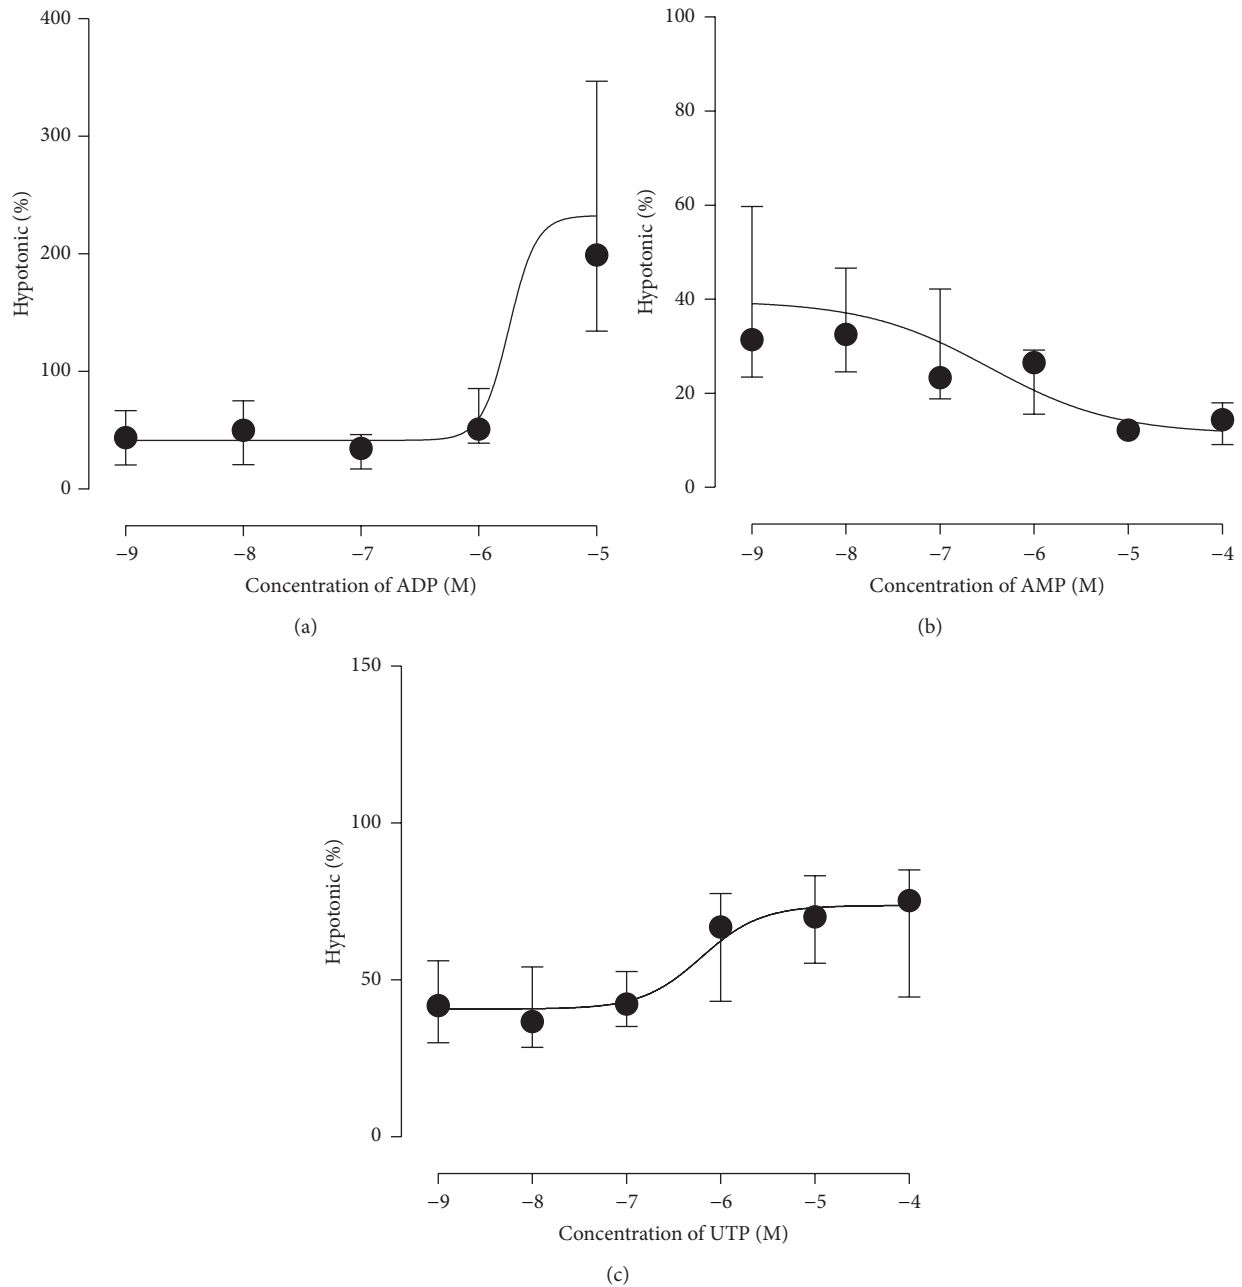 400
300
200
100
0
Hypotonic (%)
−9 −8 −7 −6 −5
Concentration of ADP (M)
(a)
100
80
60
40
20
0
Hypotonic (%)
−9 −8 −7 −6 −5 −4
Concentration of AMP (M)
(b)
150
100
50
0
Hypotonic (%)
−9 −8 −7 −6 −5 −4
Concentration of UTP (M)
(c)